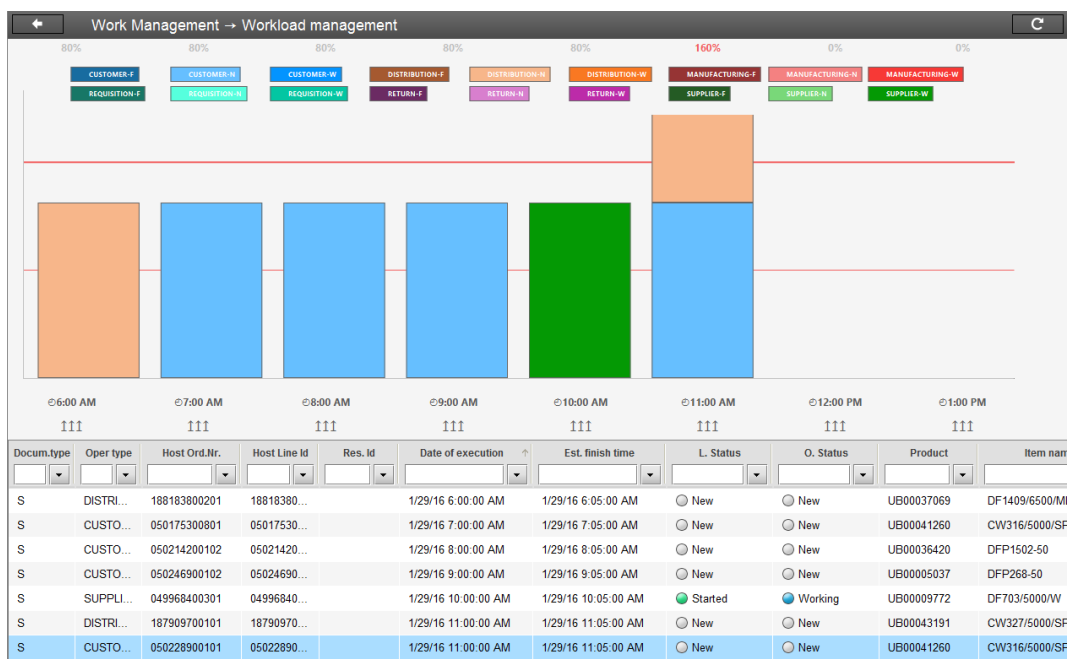 Work Management → Workload management
80% 80% 80% 80% 80% 160% 0% 0%
CUSTOMER-F CUSTOMER-N CUSTOMER-W DISTRIBUTION-F DISTRIBUTION-N DISTRIBUTION-W MANUFACTURING-F MANUFACTURING-N MANUFACTURING-W
REQUISITION-F REQUISITION-N REQUISITION-W RETURN-F RETURN-N RETURN-W SUPPLIER-F SUPPLIER-N SUPPLIER-W
6:00 AM 7:00 AM 8:00 AM 9:00 AM 10:00 AM 11:00 AM 12:00 PM 1:00 PM
Docum.type Oper type Host Ord.Nr. Host Line Id Res. Id Date of execution Est. finish time L. Status O. Status Product Item nam
S DISTRI... 188183800201 18818380... 1/29/16 6:00:00 AM 1/29/16 6:05:00 AM New New UB00037069 DF1409/6500/MI
S CUSTO... 050175300801 05017530... 1/29/16 7:00:00 AM 1/29/16 7:05:00 AM New New UB00041260 CW316/5000/SF
S CUSTO... 050214200102 05021420... 1/29/16 8:00:00 AM 1/29/16 8:05:00 AM New New UB00036420 DFP1502-50
S CUSTO... 050246900102 05024690... 1/29/16 9:00:00 AM 1/29/16 9:05:00 AM New New UB00005037 DFP268-50
S SUPPLI... 049968400301 04996840... 1/29/16 10:00:00 AM 1/29/16 10:05:00 AM Started Working UB00009772 DF703/5000/W
S DISTRI... 187909700101 18790970... 1/29/16 11:00:00 AM 1/29/16 11:05:00 AM New New UB00043191 CW327/5000/SF
S CUSTO... 050228900101 05022890... 1/29/16 11:00:00 AM 1/29/16 11:05:00 AM New New UB00041260 CW316/5000/SF